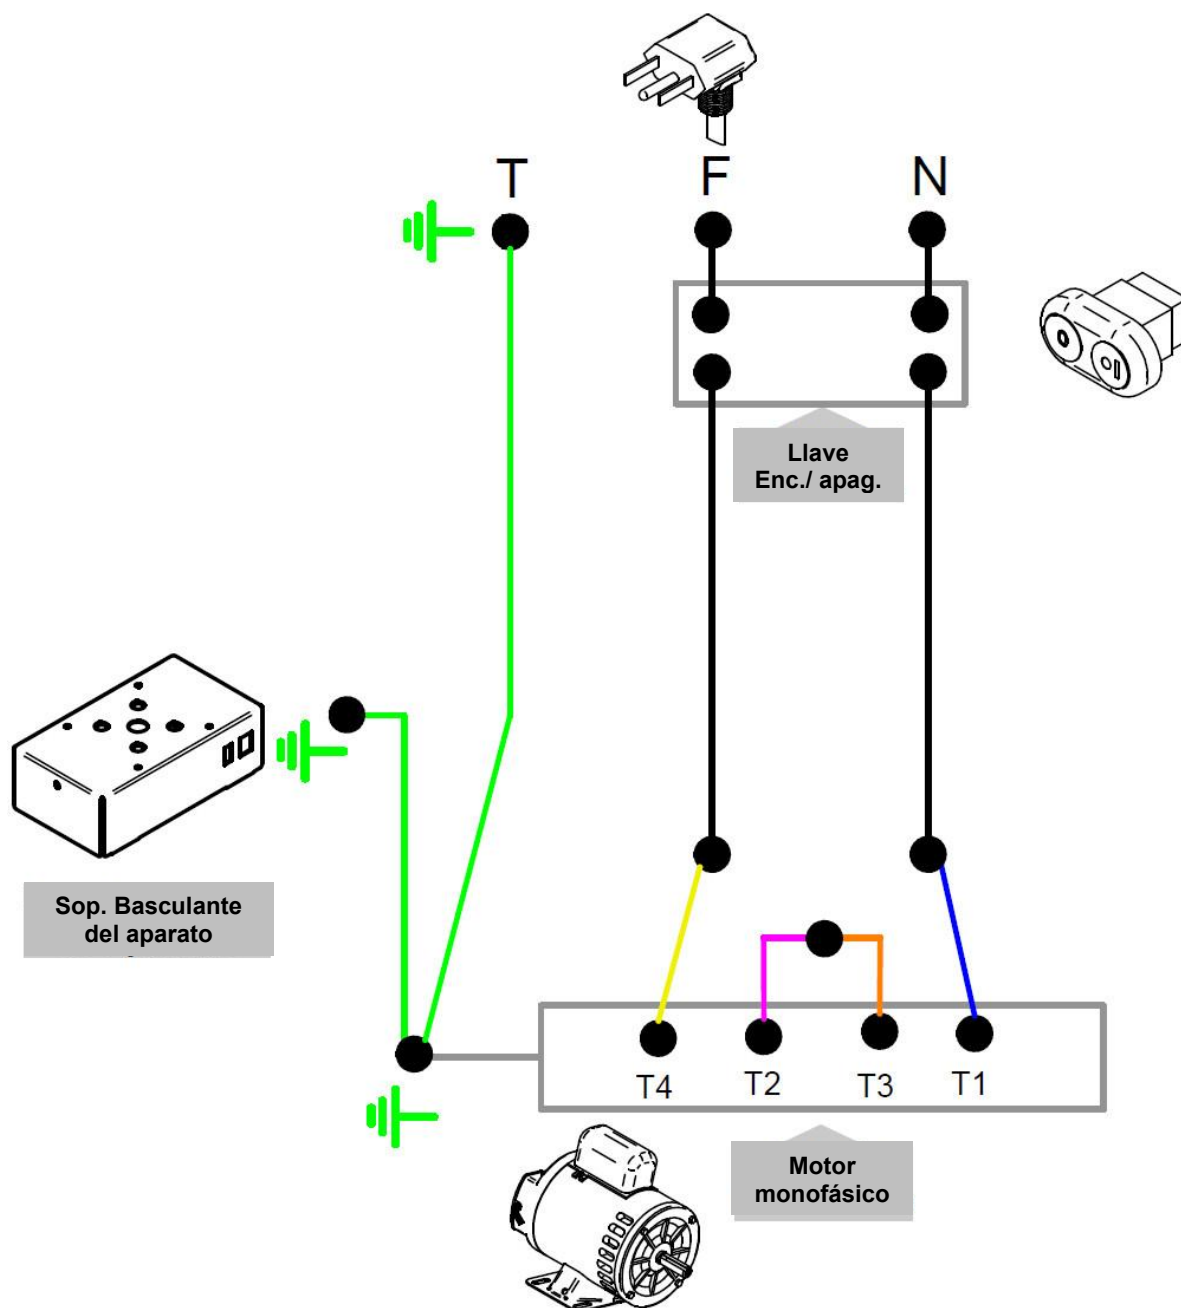 T F N
Llave
Enc./ apag.
Sop. Basculante
del aparato
T4 T2 T3 T1
Motor
monofásico